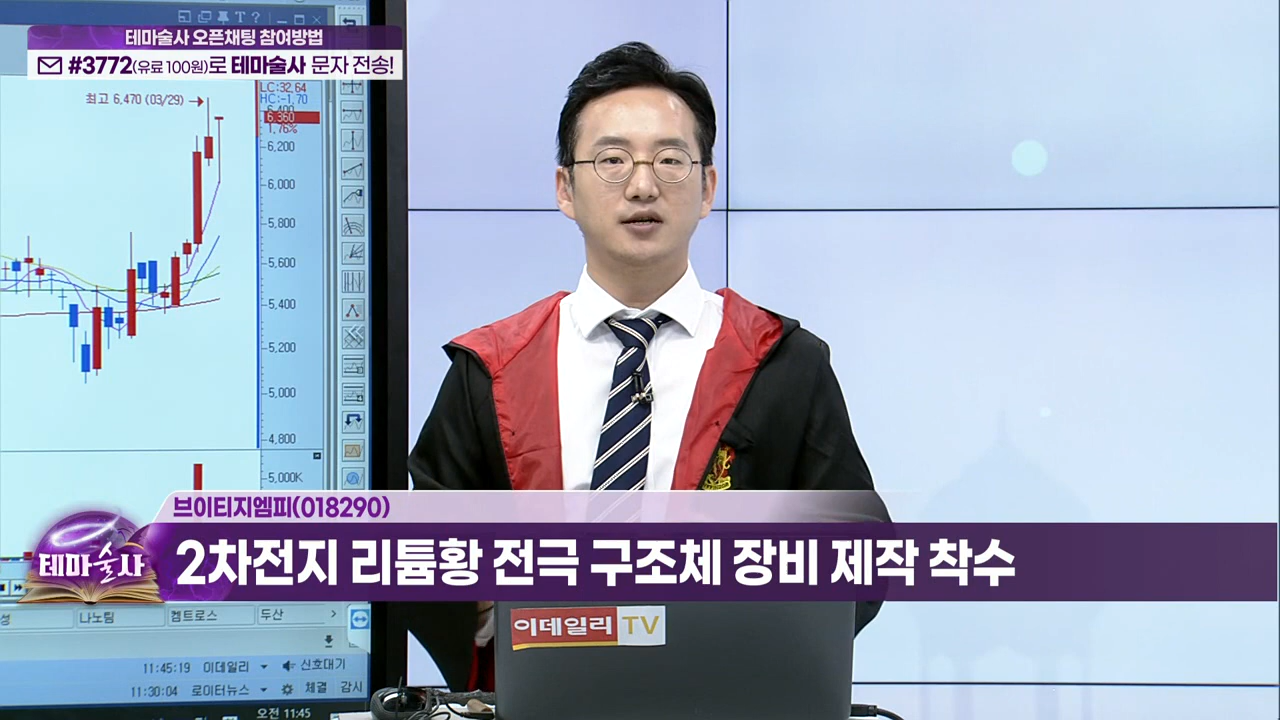 테마술사 오픈채팅 참여방법
#3772(유료 100원)로 테마술사 문자 전송!
LC:32.64
HC:-1.70
최고 6,470 (03/29)
6,400
6,360
1.76%
6,200
6,000
5,800
5,600
5,400
5,200
5,000
4,800
5,000K
브이티지엠피(018290)
테마술사
2차전지 리튬황 전극 구조체 장비 제작 착수
성
나노팀
켐트로스
두산
이데일리 TV
11:45:19 이데일리
신호대기
11:30:04 로이터뉴스
체결
감시
오전 11:45